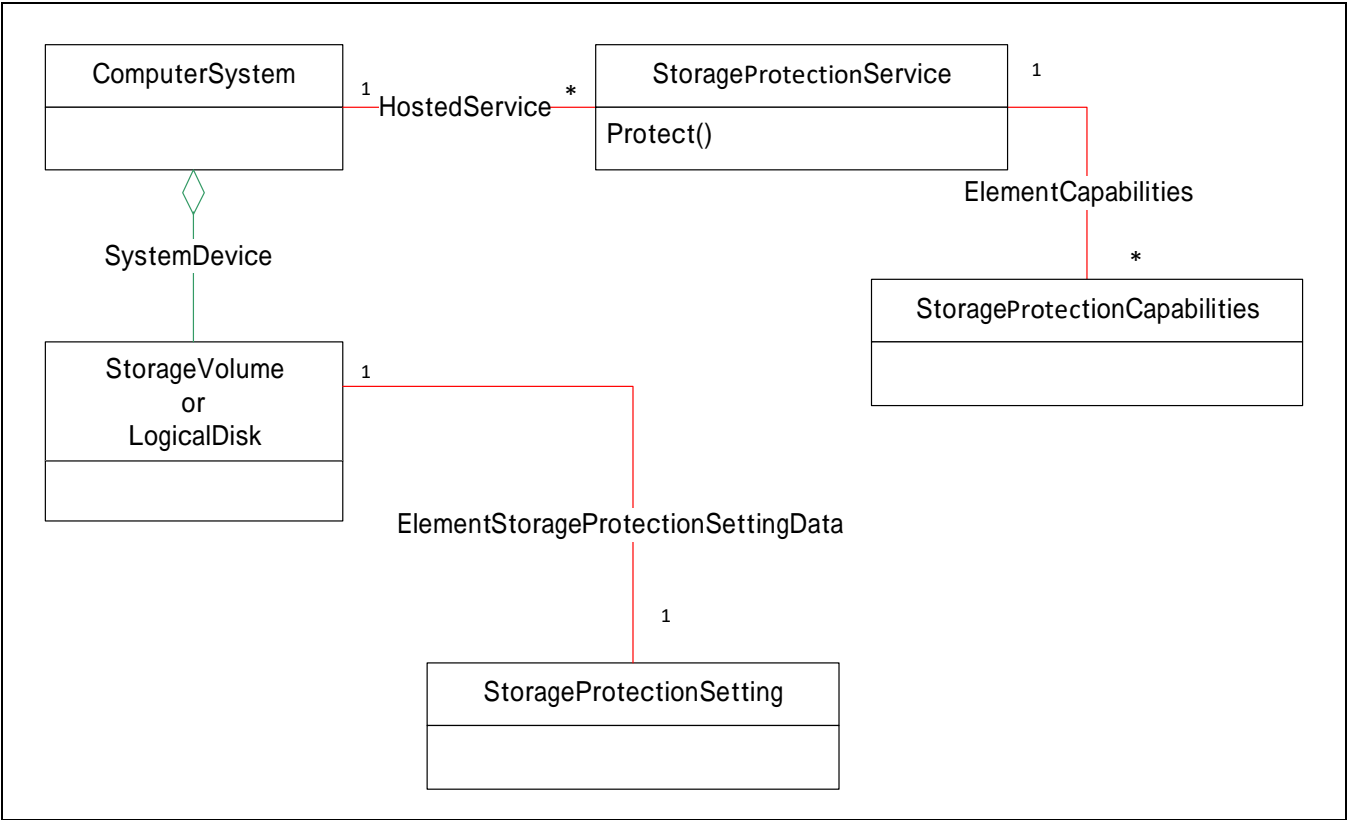 ComputerSystem
1
HostedService
*
StorageProtectionService
Protect()
1
ElementCapabilities
*
StorageProtectionCapabilities
SystemDevice
StorageVolume
or
LogicalDisk
1
ElementStorageProtectionSettingData
1
StorageProtectionSetting